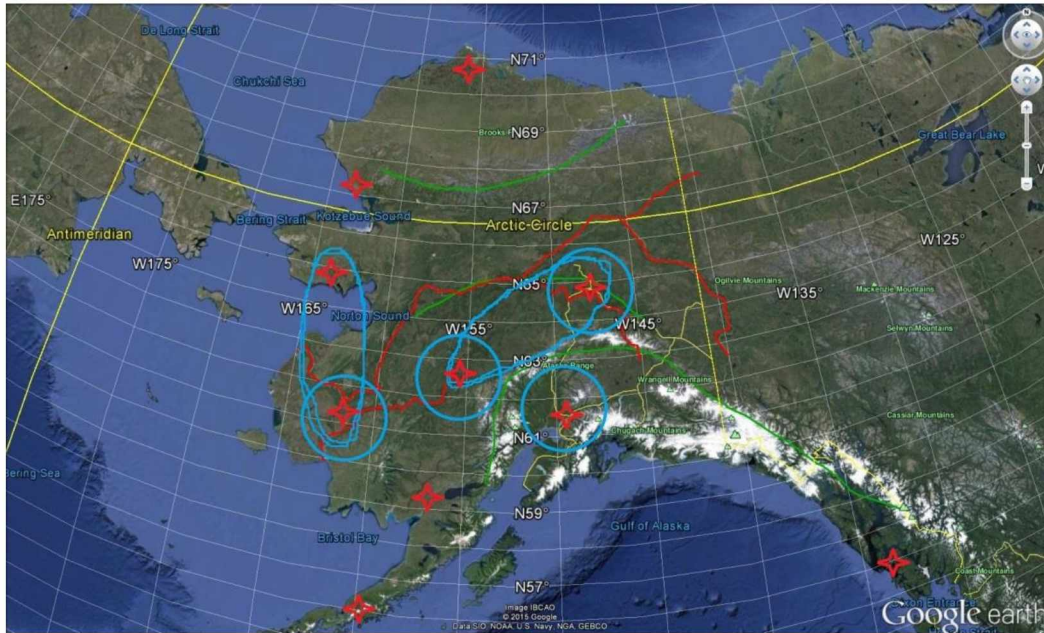 De Long Strait
N71°
Chukchi Sea
Brooks
N69°
Great Bear Lake
E175°
N67°
Bering Strait
Kotzebue Sound
Arctic-Circle
Antimeridian
W125°
W175°
N65°
Ogilvie Mountains
W135°
Mackenzie Mountains
W165°
Norton Sound
W155°
W145°
Selwyn Mountains
N63°
Alaska Range
Wrangell Mountains
Cassiar Mountains
N61°
Chugach Mountains
Bering Sea
N59°
Gulf of Alaska
Bristol Bay
Coast Mountains
N57°
Dixon Entrance
Image IBCAO
© 2015 Google
Data SIO, NOAA, U.S. Navy, NGA, GEBCO
Google earth